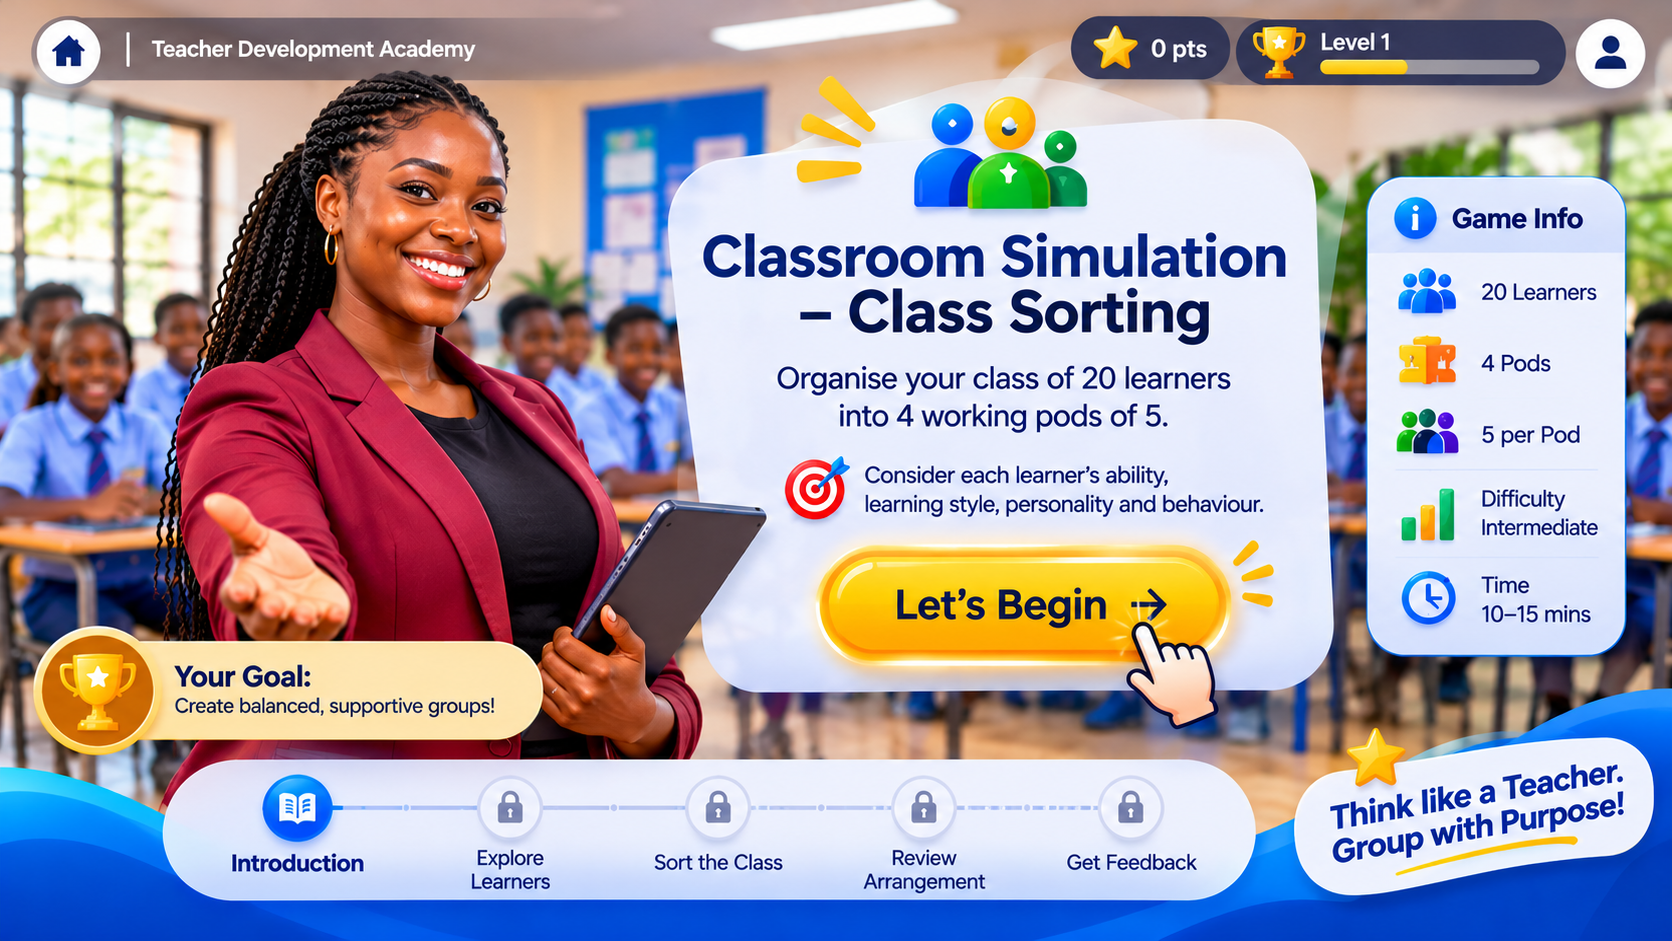 Teacher Development Academy
0 pts
Level 1
Classroom Simulation
– Class Sorting
Organise your class of 20 learners
into 4 working pods of 5.
Consider each learner's ability,
learning style, personality and behaviour.
Let's Begin →
Game Info
20 Learners
4 Pods
5 per Pod
Difficulty
Intermediate
Time
10–15 mins
Your Goal:
Create balanced, supportive groups!
Introduction
Explore
Learners
Sort the Class
Review
Arrangement
Get Feedback
Think like a Teacher.
Group with Purpose!